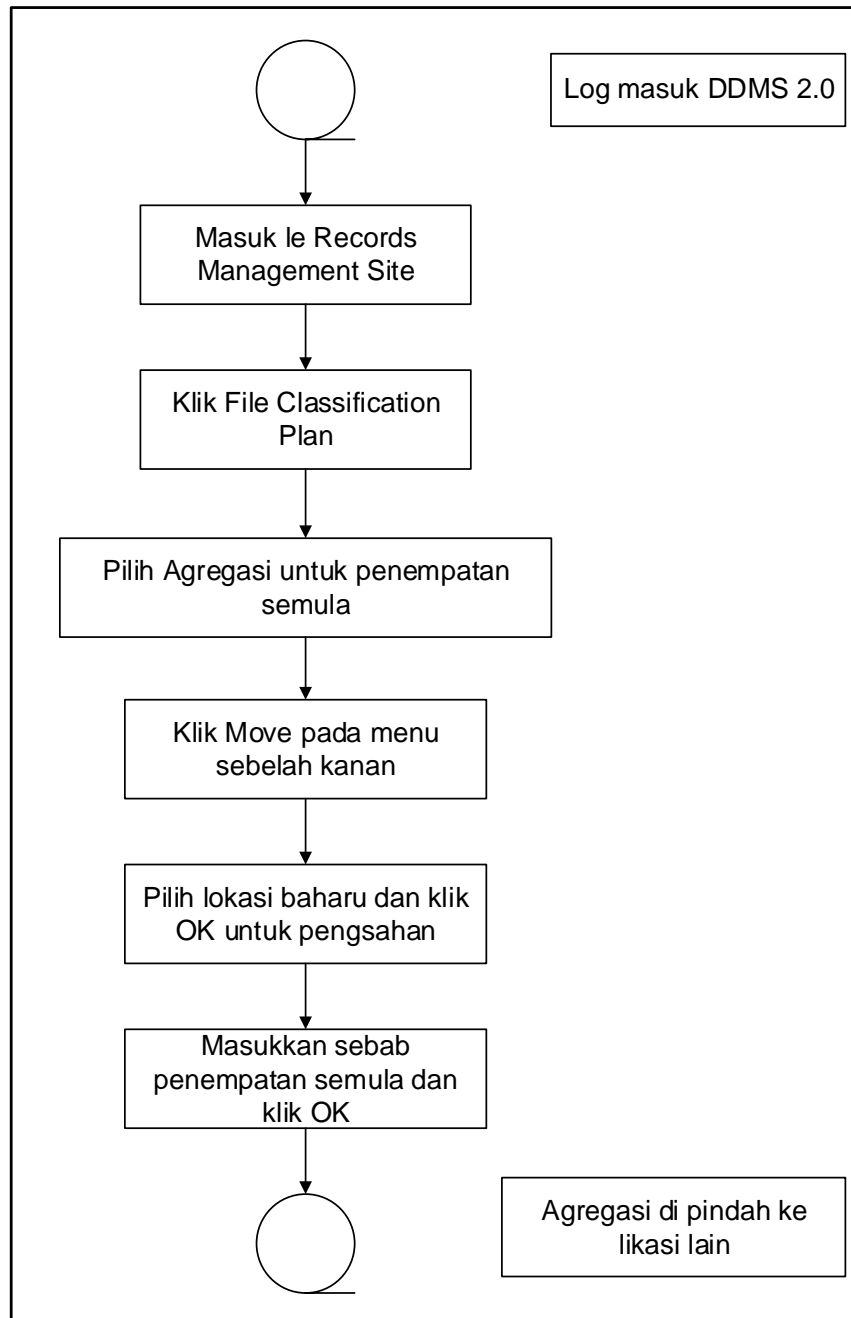 Log masuk DDMS 2.0
Masuk le Records
Management Site
Klik File Classification
Plan
Pilih Agregasi untuk penempatan
semula
Klik Move pada menu
sebelah kanan
Pilih lokasi baharu dan klik
OK untuk pengsahan
Masukkan sebab
penempatan semula dan
klik OK
Agregasi di pindah ke
likasi lain